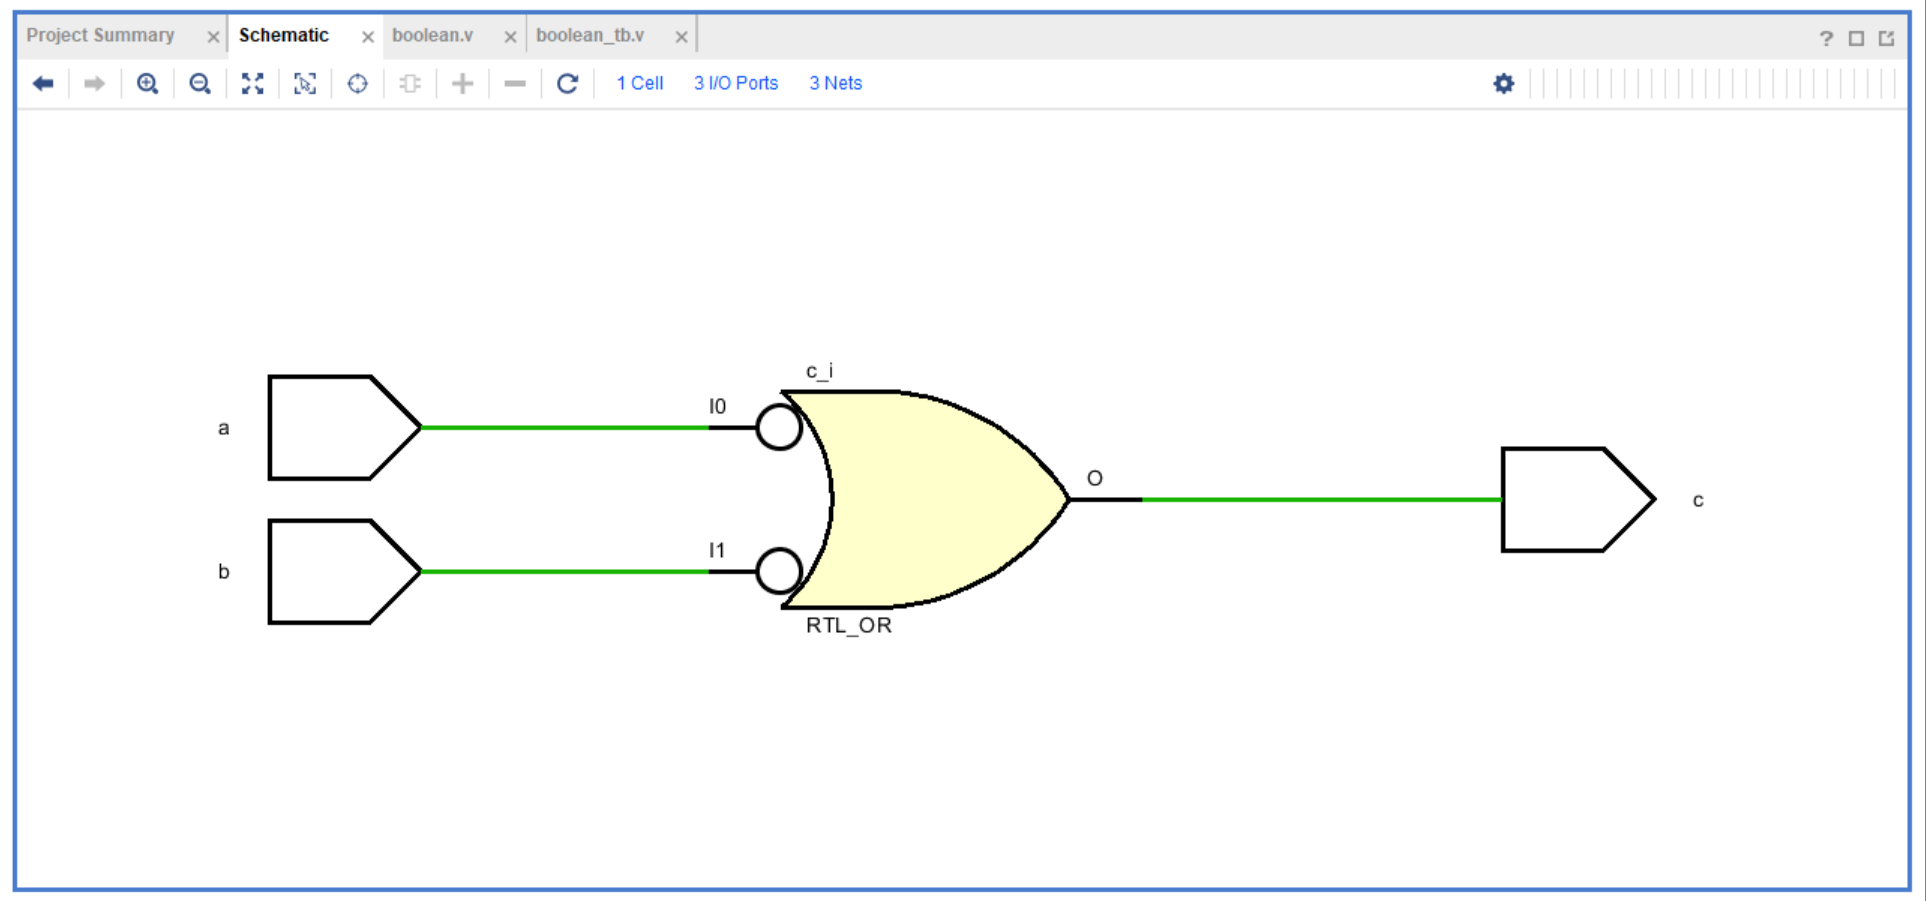 Project Summary × Schematic × boolean.v × boolean_tb.v × ?
1 Cell 3 I/O Ports 3 Nets
c_i
I0
a
O
c
I1
b
RTL_OR